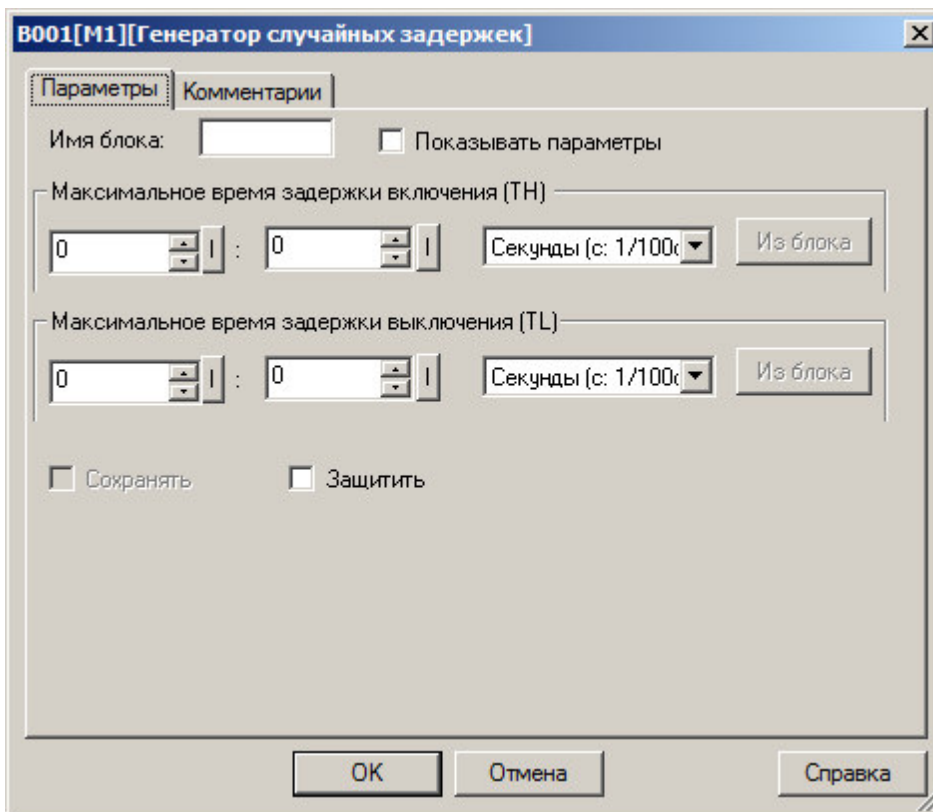 B001[M1][Генератор случайных задержек]
Параметры Комментарии
Имя блока: Показывать параметры
Максимальное время задержки включения (TH)
0 : 0 Секунды (с: 1/100с Из блока
Максимальное время задержки выключения (TL)
0 : 0 Секунды (с: 1/100с Из блока
Сохранять Защитить
OK Отмена Справка